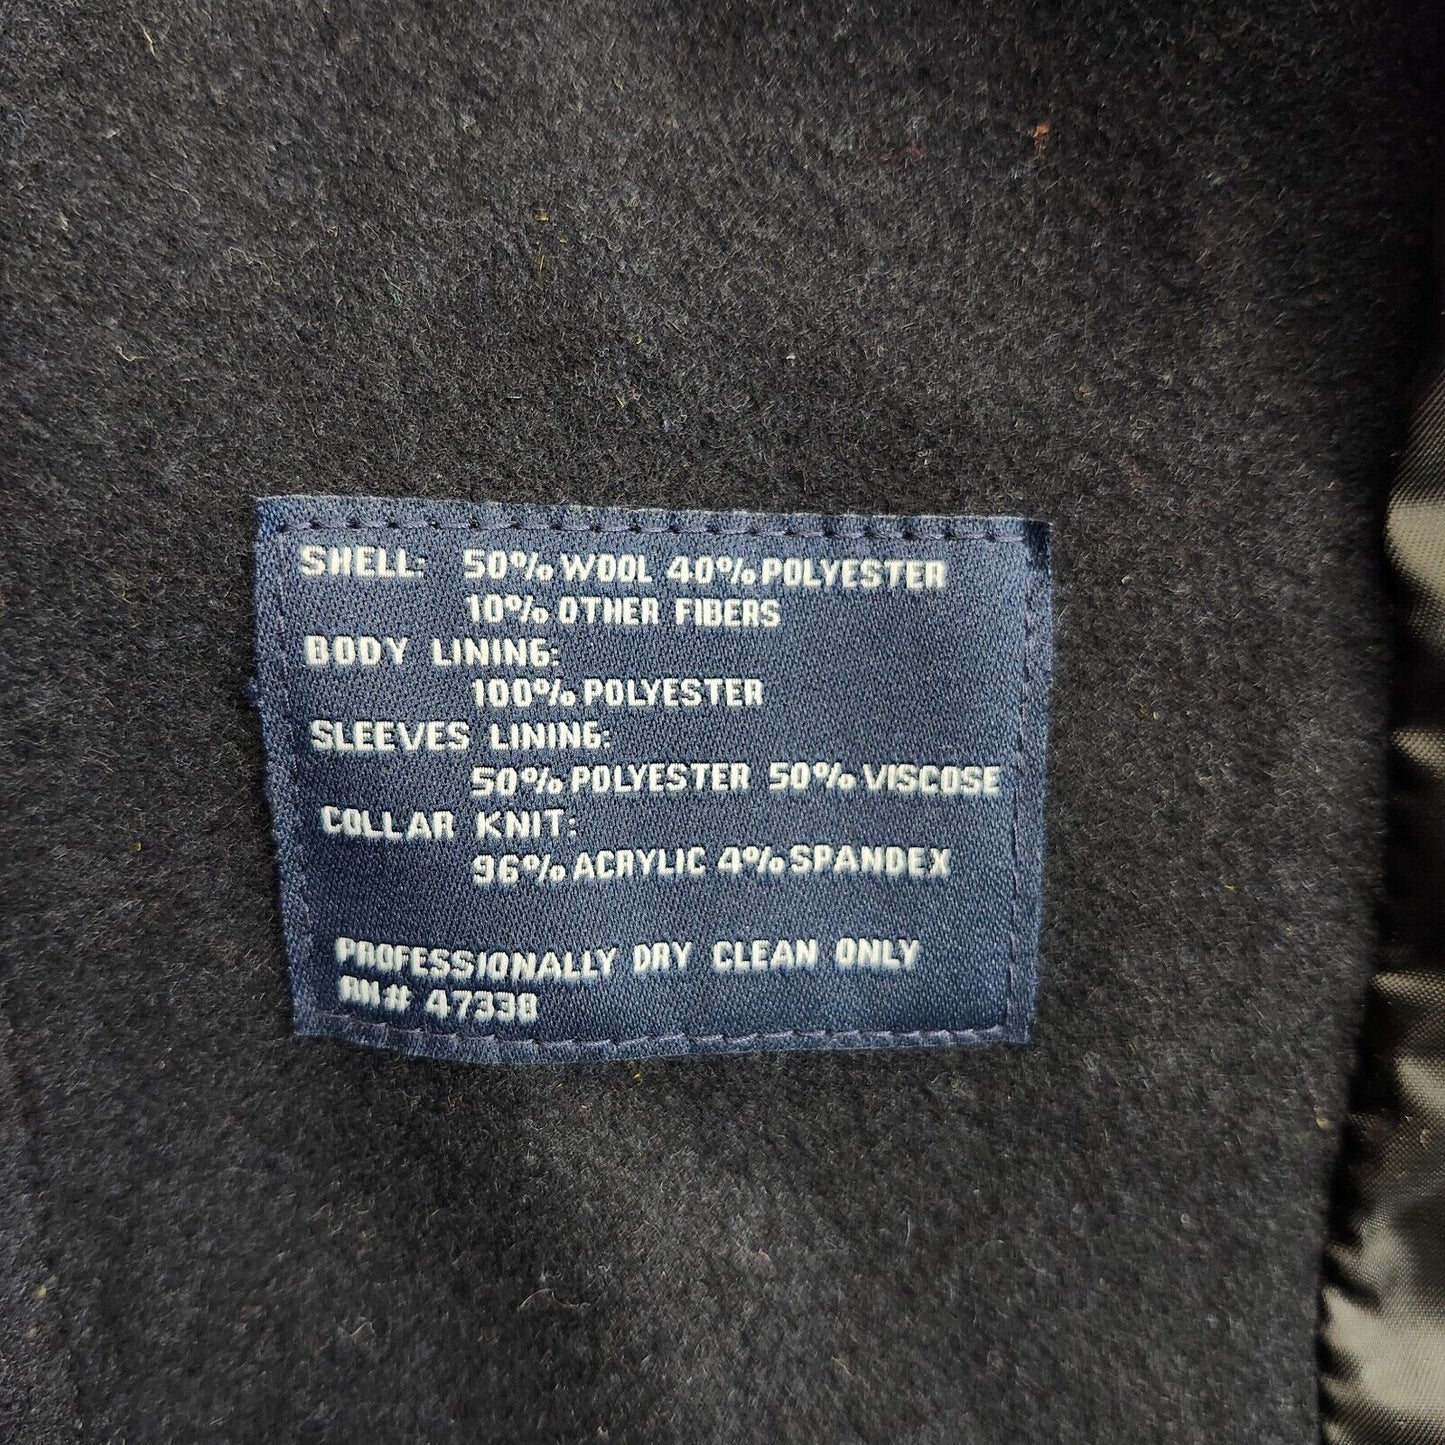 SHELL: 50% WOOL 40% POLYESTER
10% OTHER FIBERS
BODY LINING:
100% POLYESTER
SLEEVES LINING:
50% POLYESTER 50% VISCOSE
COLLAR KNIT:
96% ACRYLIC 4% SPANDEX
PROFESSIONALLY DRY CLEAN ONLY
RN# 47338